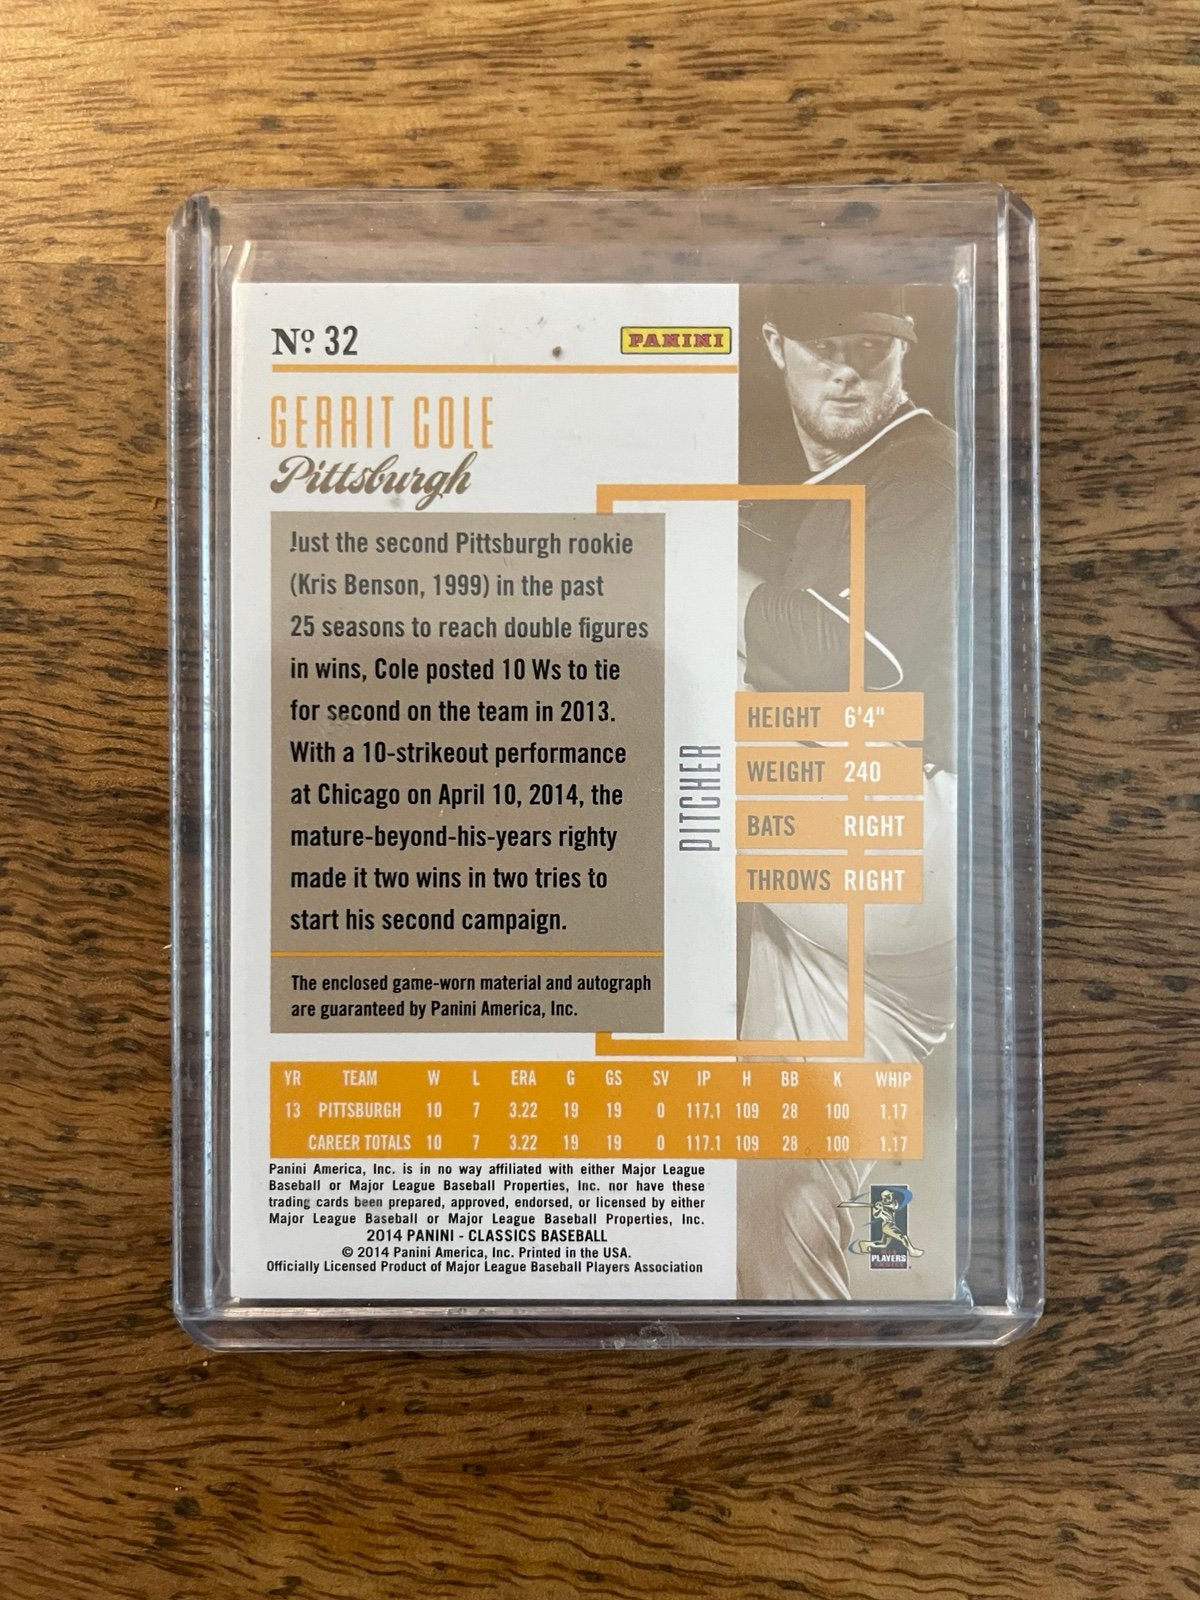 Nº 32
PANINI
GERRIT COLE
Pittsburgh
Just the second Pittsburgh rookie
(Kris Benson, 1999) in the past
25 seasons to reach double figures
in wins, Cole posted 10 Ws to tie
for second on the team in 2013.
With a 10-strikeout performance
at Chicago on April 10, 2014, the
mature-beyond-his-years righty
made it two wins in two tries to
start his second campaign.
The enclosed game-worn material and autograph
are guaranteed by Panini America, Inc.
PITCHER
HEIGHT 6'4"
WEIGHT 240
BATS RIGHT
THROWS RIGHT
YR TEAM W L ERA G GS SV IP H BB K WHIP
13 PITTSBURGH 10 7 3.22 19 19 0 117.1 109 28 100 1.17
CAREER TOTALS 10 7 3.22 19 19 0 117.1 109 28 100 1.17
Panini America, Inc. is in no way affiliated with either Major League
Baseball or Major League Baseball Properties, Inc. nor have these
trading cards been prepared, approved, endorsed, or licensed by either
Major League Baseball or Major League Baseball Properties, Inc.
2014 PANINI - CLASSICS BASEBALL
© 2014 Panini America, Inc. Printed in the USA.
Officially Licensed Product of Major League Baseball Players Association
PLAYERS